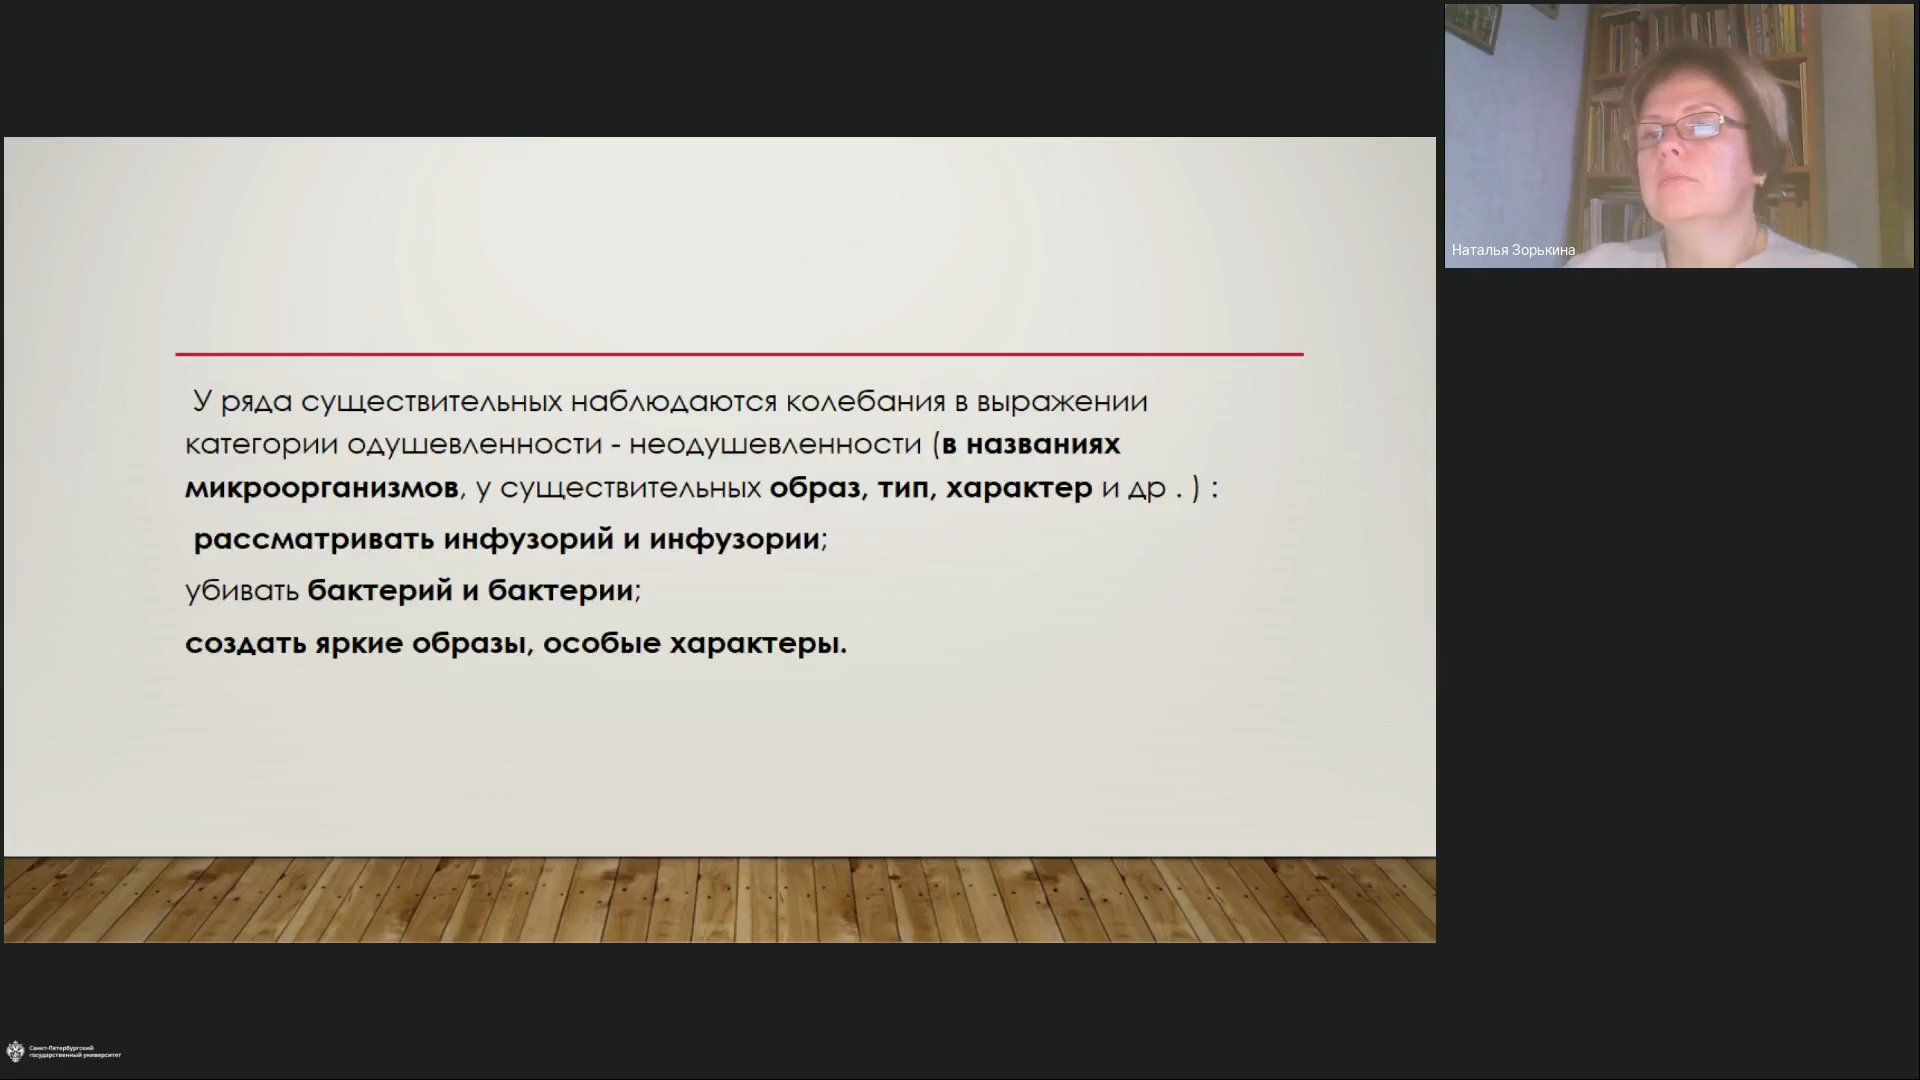 Наталья Зорькина
У ряда существительных наблюдаются колебания в выражении
категории одушевленности - неодушевленности (в названиях
микроорганизмов, у существительных образ, тип, характер и др . ) :
рассматривать инфузорий и инфузории;
убивать бактерий и бактерии;
создать яркие образы, особые характеры.
Санкт-Петербургский
государственный университет